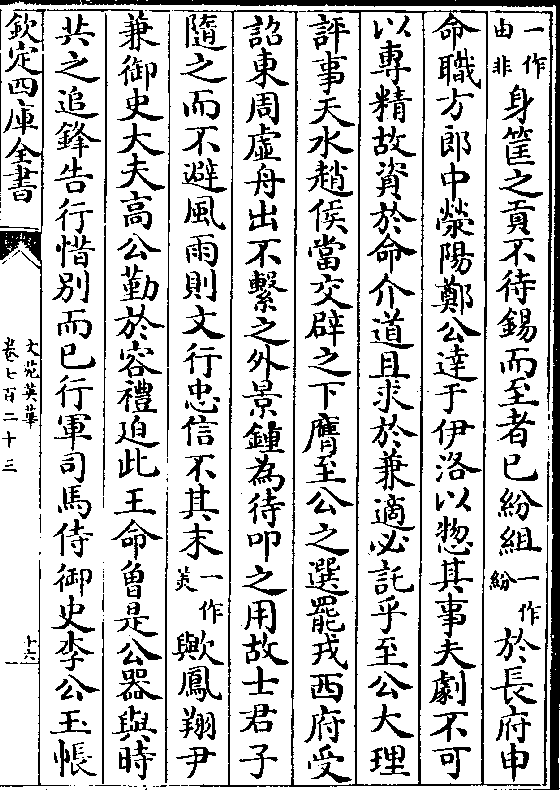 一作由非身筐之貢不待錫而至者已紛組一作紛於長府申
命職方郎中滎陽鄭公達于伊洛以惣其事夫劇不可
以專精故資於命介道且求於兼適必託乎至公大理
評事天水趙侯當交辟之下膺至公之選罷戎西府受
詔東周虛舟出不繫之外景鍾為待叩之用故士君子
隨之而不避風雨則文行忠信不其末一作美歟鳳翔尹
兼御史大夫高公勤於容禮迫此王命曾是公器與時
共之追鋒告行惜別而已行軍司馬侍御史李公玉帳
欽定四庫全書
文苑英華
卷七百二十三
十六